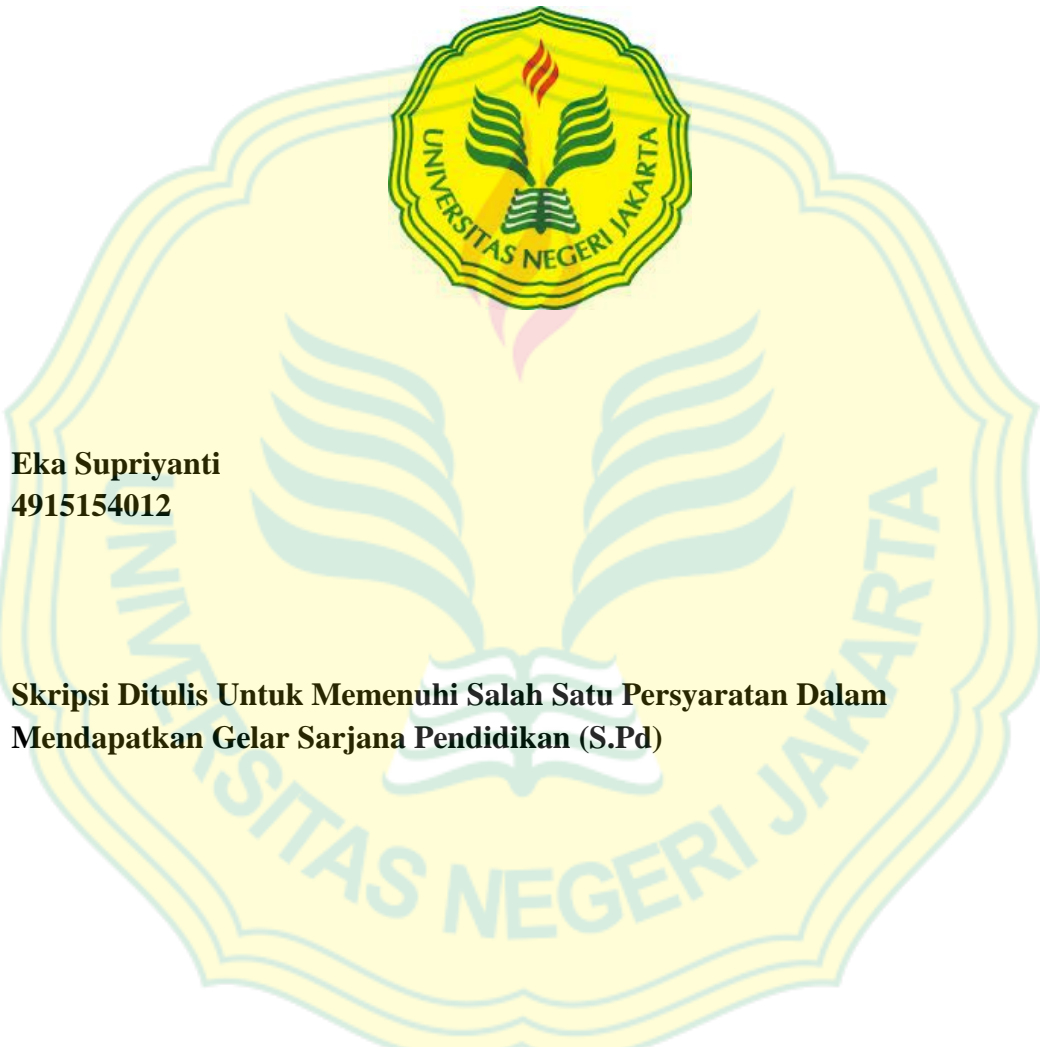 UNIVERSITAS NEGERI JAKARTA
Eka Supriyanti
4915154012
Skripsi Ditulis Untuk Memenuhi Salah Satu Persyaratan Dalam
Mendapatkan Gelar Sarjana Pendidikan (S.Pd)
UNIVERSITAS NEGERI JAKARTA